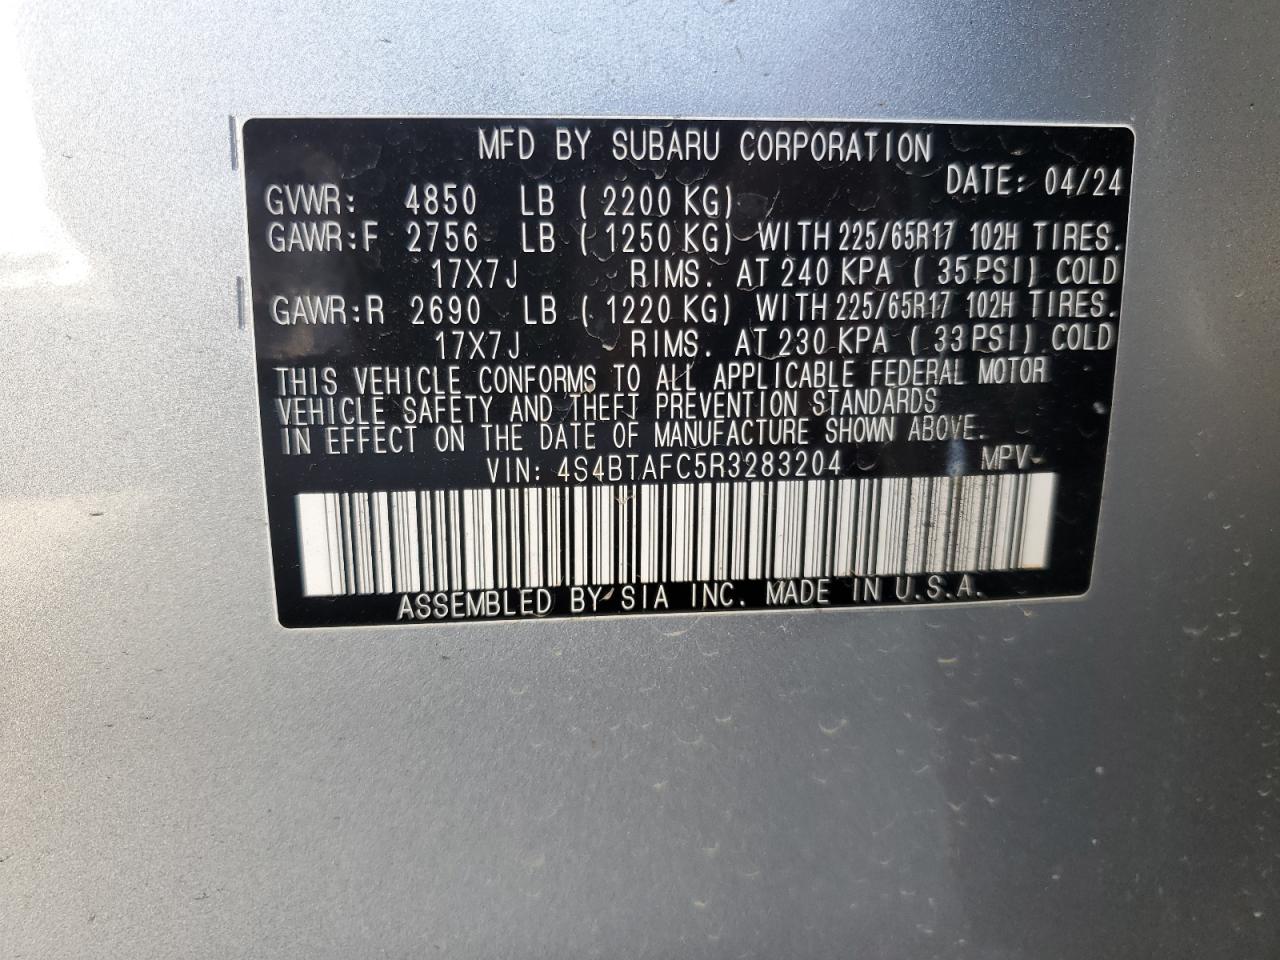 MFD BY SUBARU CORPORATION
DATE: 04/24
GVWR: 4850 LB (2200 KG)
GAWR:F 2756 LB (1250 KG) WITH 225/65R17 102H TIRES.
17X7J RIMS. AT 240 KPA (35 PSI) COLD
GAWR:R 2690 LB (1220 KG) WITH 225/65R17 102H TIRES.
17X7J RIMS. AT 230 KPA (33 PSI) COLD
THIS VEHICLE CONFORMS TO ALL APPLICABLE FEDERAL MOTOR
VEHICLE SAFETY AND THEFT PREVENTION STANDARDS
IN EFFECT ON THE DATE OF MANUFACTURE SHOWN ABOVE.
VIN: 4S4BTAFC5R3283204 MPV
ASSEMBLED BY SIA INC. MADE IN U.S.A.